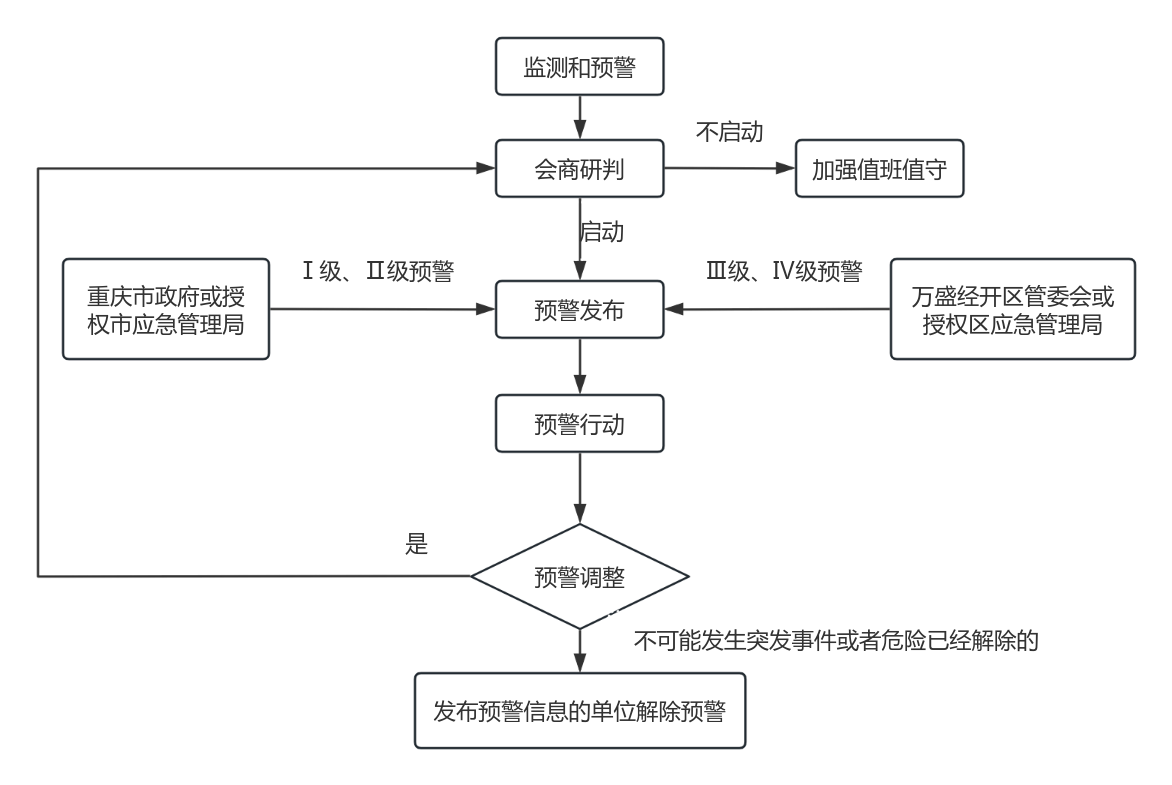 监测和预警
不启动
会商研判
加强值班值守
启动
Ⅰ级、Ⅱ级预警
Ⅲ级、Ⅳ级预警
重庆市政府或授
权市应急管理局
预警发布
万盛经开区管委会或
授权区应急管理局
预警行动
是
预警调整
不可能发生突发事件或者危险已经解除的
发布预警信息的单位解除预警